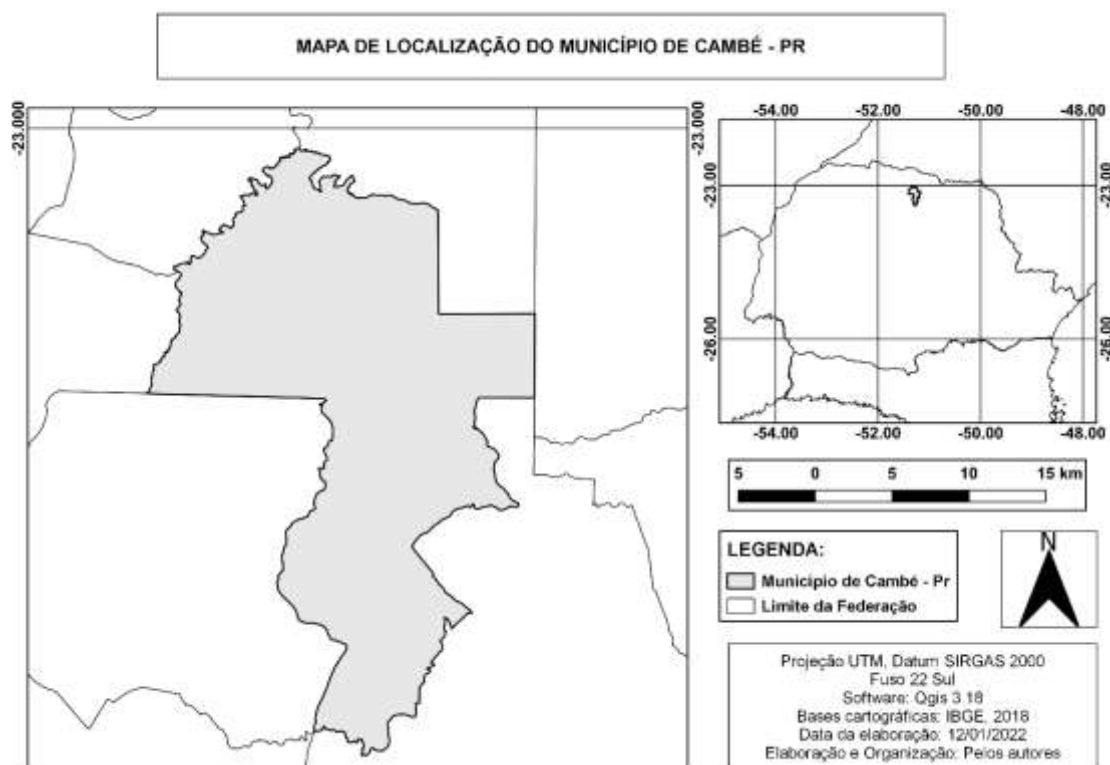 MAPA DE LOCALIZAÇÃO DO MUNICÍPIO DE CAMBÉ - PR
-23.000
-23.000
-54.00 -52.00 -50.00 -48.00
-23.00 -23.00
-26.00 -26.00
-54.00 -52.00 -50.00 -48.00
5 0 5 10 15 km
LEGENDA:
Município de Cambé - Pr
Limite da Federação
N
Projeção UTM, Datum SIRGAS 2000
Fuso 22 Sul
Software: Qgis 3.18
Bases cartográficas: IBGE, 2018
Data da elaboração: 12/01/2022
Elaboração e Organização: Pelos autores